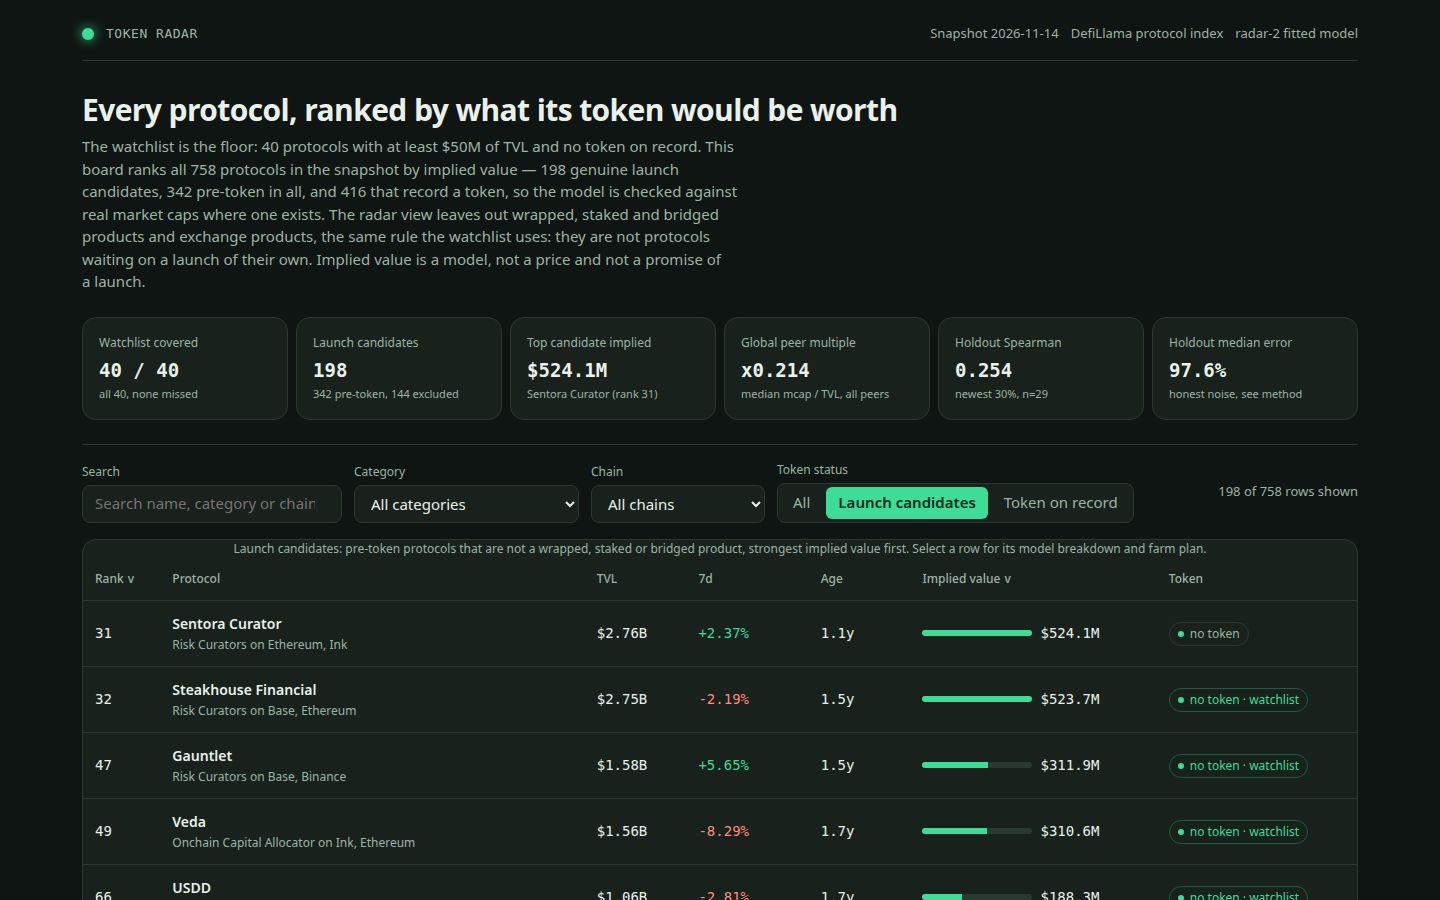 TOKEN RADAR
Snapshot 2026-11-14 DefiLlama protocol index radar-2 fitted model
Every protocol, ranked by what its token would be worth
The watchlist is the floor: 40 protocols with at least $50M of TVL and no token on record. This
board ranks all 758 protocols in the snapshot by implied value — 198 genuine launch
candidates, 342 pre-token in all, and 416 that record a token, so the model is checked against
real market caps where one exists. The radar view leaves out wrapped, staked and bridged
products and exchange products, the same rule the watchlist uses: they are not protocols
waiting on a launch of their own. Implied value is a model, not a price and not a promise of
a launch.
Watchlist covered
40 / 40
all 40, none missed
Launch candidates
198
342 pre-token, 144 excluded
Top candidate implied
$524.1M
Sentora Curator (rank 31)
Global peer multiple
x0.214
median mcap / TVL, all peers
Holdout Spearman
0.254
newest 30%, n=29
Holdout median error
97.6%
honest noise, see method
Search
Search name, category or chain
Category
All categories
Chain
All chains
Token status
All Launch candidates Token on record
198 of 758 rows shown
Launch candidates: pre-token protocols that are not a wrapped, staked or bridged product, strongest implied value first. Select a row for its model breakdown and farm plan.
Rank v Protocol TVL 7d Age Implied value v Token
31 Sentora Curator $2.76B +2.37% 1.1y $524.1M no token
Risk Curators on Ethereum, Ink
32 Steakhouse Financial $2.75B -2.19% 1.5y $523.7M no token · watchlist
Risk Curators on Base, Ethereum
47 Gauntlet $1.58B +5.65% 1.5y $311.9M no token · watchlist
Risk Curators on Base, Binance
49 Veda $1.56B -8.29% 1.7y $310.6M no token · watchlist
Onchain Capital Allocator on Ink, Ethereum
66 USDD $1.06B -2.81% 1.7y $188.3M no token · watchlist